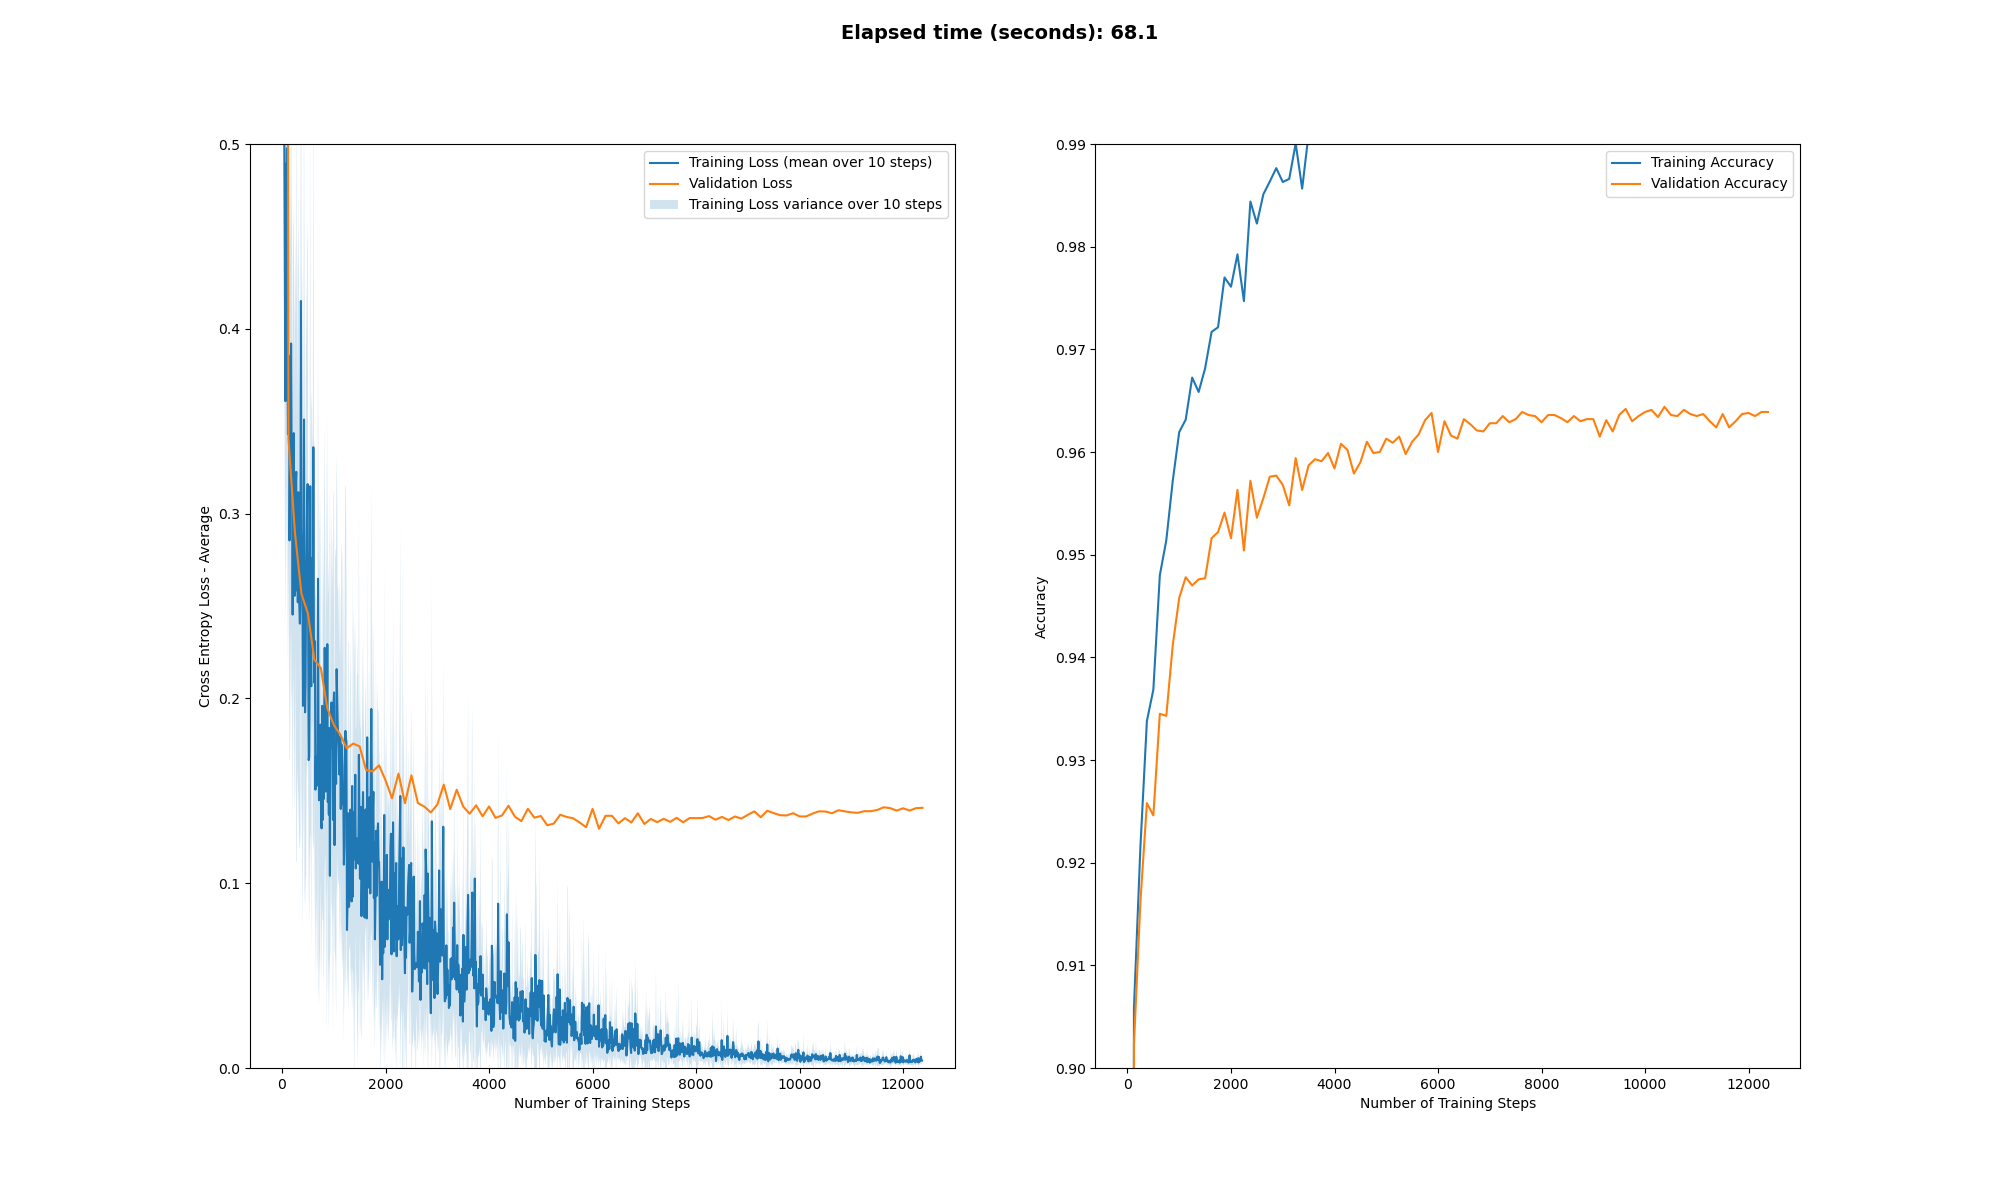 Elapsed time (seconds): 68.1
Cross Entropy Loss - Average
0.5
0.4
0.3
0.2
0.1
0.0
Training Loss (mean over 10 steps)
Validation Loss
Training Loss variance over 10 steps
0 2000 4000 6000 8000 10000 12000
Number of Training Steps
Accuracy
0.99
0.98
0.97
0.96
0.95
0.94
0.93
0.92
0.91
0.90
Training Accuracy
Validation Accuracy
0 2000 4000 6000 8000 10000 12000
Number of Training Steps